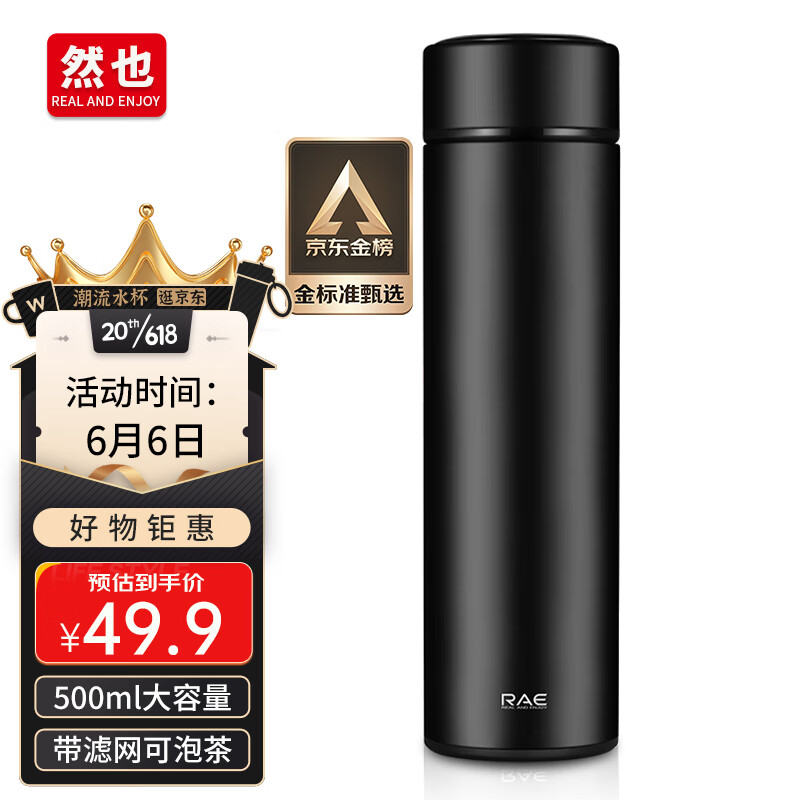 然也
REAL AND ENJOY
京东金榜
金标准甄选
W
潮流水杯 逛京东
20th/618
活动时间：
6月6日
好物钜惠
LIFE STYLE
预估到手价
¥49.9
500ml大容量
带滤网可泡茶
RAE
REAL AND ENJOY